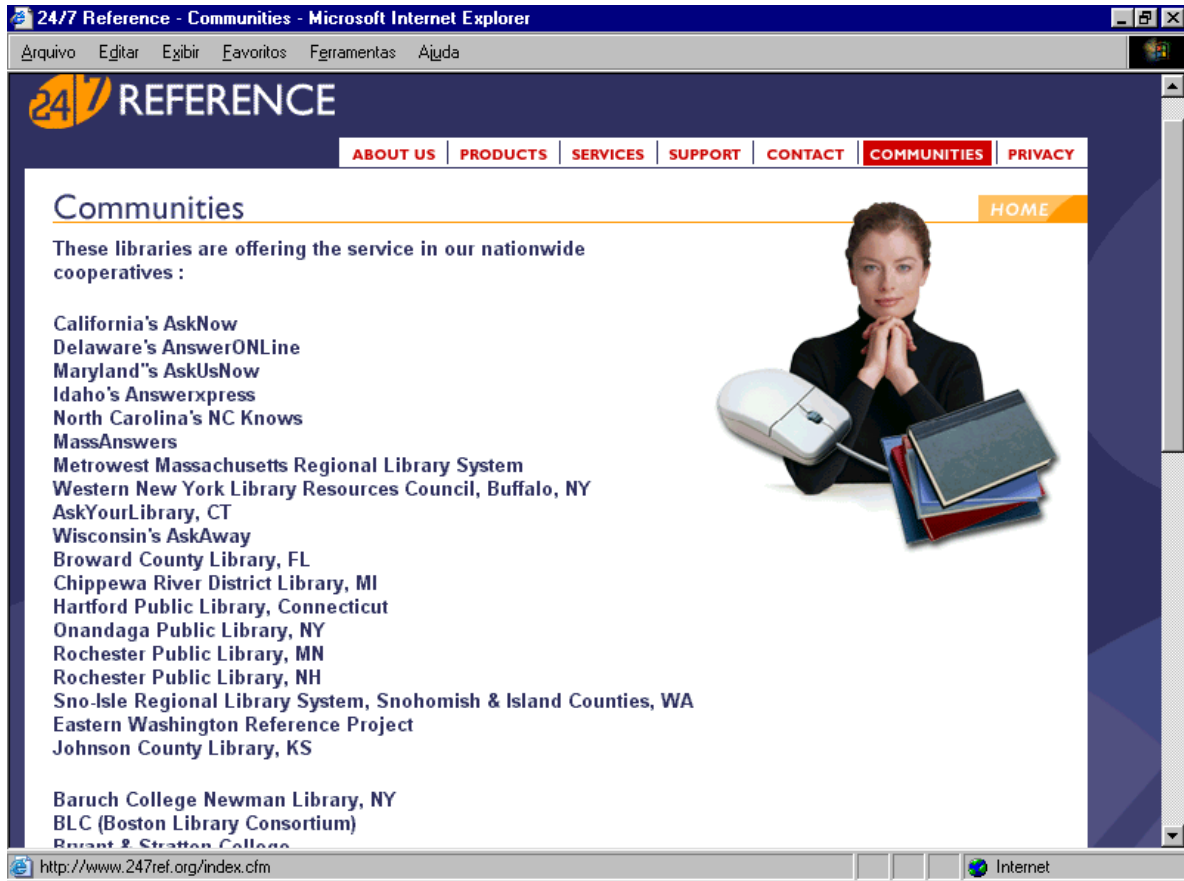 24/7 Reference - Communities - Microsoft Internet Explorer
Arquivo Editar Exibir Favoritos Ferramentas Ajuda
24/7 REFERENCE
ABOUT US PRODUCTS SERVICES SUPPORT CONTACT COMMUNITIES PRIVACY
Communities
HOME
These libraries are offering the service in our nationwide
cooperatives :
California's AskNow
Delaware's AnswerONLine
Maryland"s AskUsNow
Idaho's Answerxpress
North Carolina's NC Knows
MassAnswers
Metrowest Massachusetts Regional Library System
Western New York Library Resources Council, Buffalo, NY
AskYourLibrary, CT
Wisconsin's AskAway
Broward County Library, FL
Chippewa River District Library, MI
Hartford Public Library, Connecticut
Onandaga Public Library, NY
Rochester Public Library, MN
Rochester Public Library, NH
Sno-Isle Regional Library System, Snohomish & Island Counties, WA
Eastern Washington Reference Project
Johnson County Library, KS
Baruch College Newman Library, NY
BLC (Boston Library Consortium)
Bryant & Stratton College
http://www.247ref.org/index.cfm
Internet